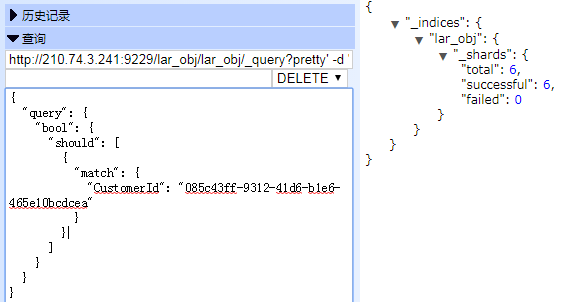 历史记录
查询
http://210.74.3.241:9229/lar_obj/lar_obj/_query?pretty' -d '
DELETE
{
"query": {
"bool": {
"should": [
{
"match": {
"CustomerId": "085c43ff-9312-41d6-b1e6-
465e10bcdcea"
}
}
]
}
}
}
{
"_indices": {
"lar_obj": {
"_shards": {
"total": 6,
"successful": 6,
"failed": 0
}
}
}
}